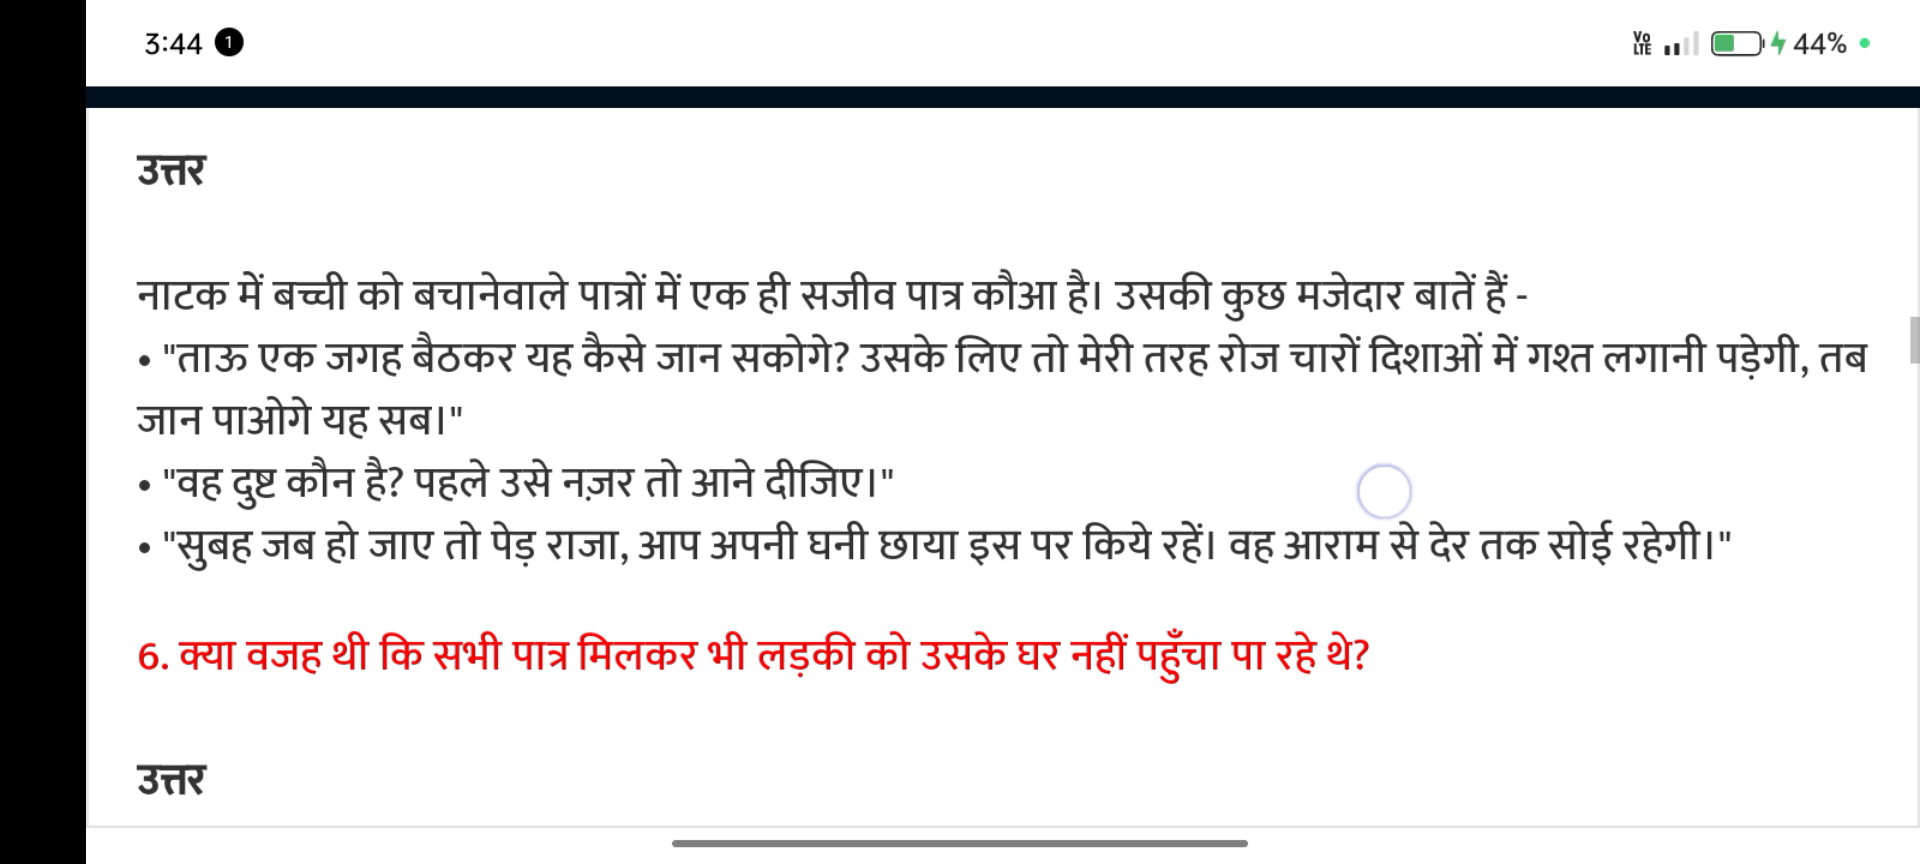 3:44 1
Vo LTE 44%
उत्तर
नाटक में बच्ची को बचानेवाले पात्रों में एक ही सजीव पात्र कौआ है। उसकी कुछ मजेदार बातें हैं -
• "ताऊ एक जगह बैठकर यह कैसे जान सकोगे? उसके लिए तो मेरी तरह रोज चारों दिशाओं में गश्त लगानी पड़ेगी, तब
जान पाओगे यह सब।"
• "वह दुष्ट कौन है? पहले उसे नज़र तो आने दीजिए।"
• "सुबह जब हो जाए तो पेड़ राजा, आप अपनी घनी छाया इस पर किये रहें। वह आराम से देर तक सोई रहेगी।"
6. क्या वजह थी कि सभी पात्र मिलकर भी लड़की को उसके घर नहीं पहुँचा पा रहे थे?
उत्तर